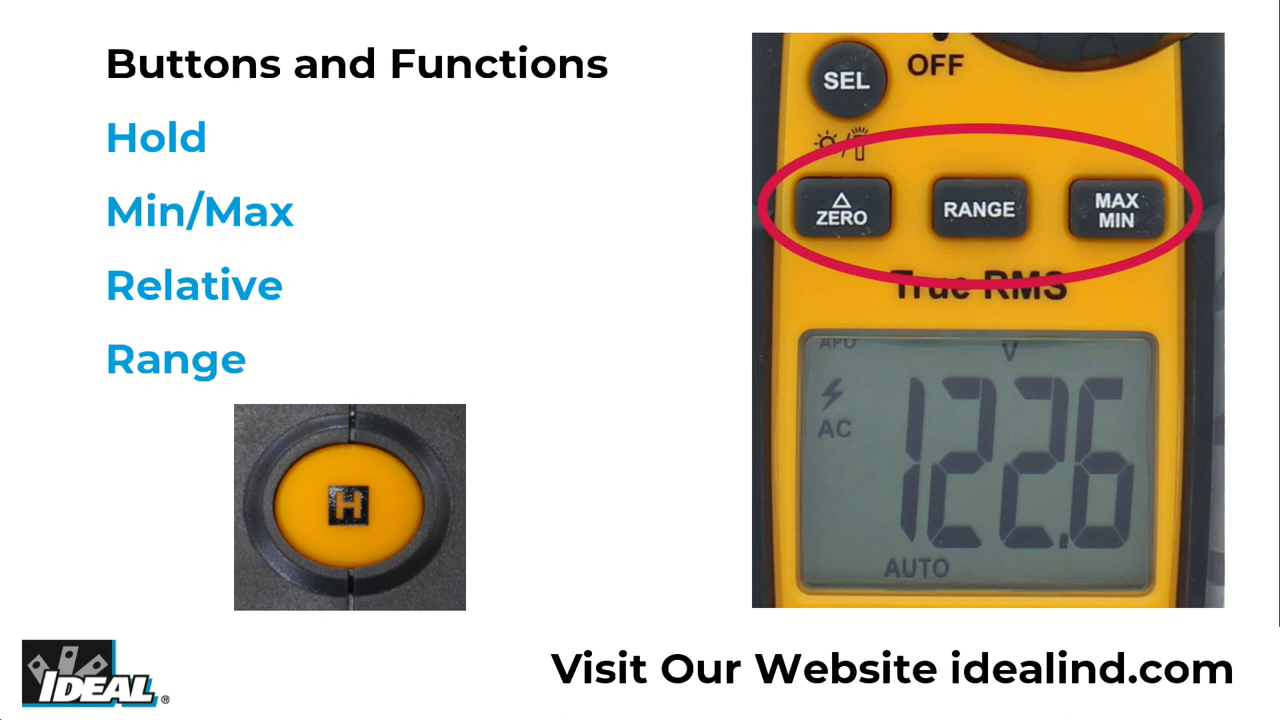 Buttons and Functions
Hold
Min/Max
Relative
Range
H
SEL
OFF
Δ
ZERO
RANGE
MAX
MIN
True RMS
APO
V
AC
122.6
AUTO
IDEAL®
Visit Our Website idealind.com